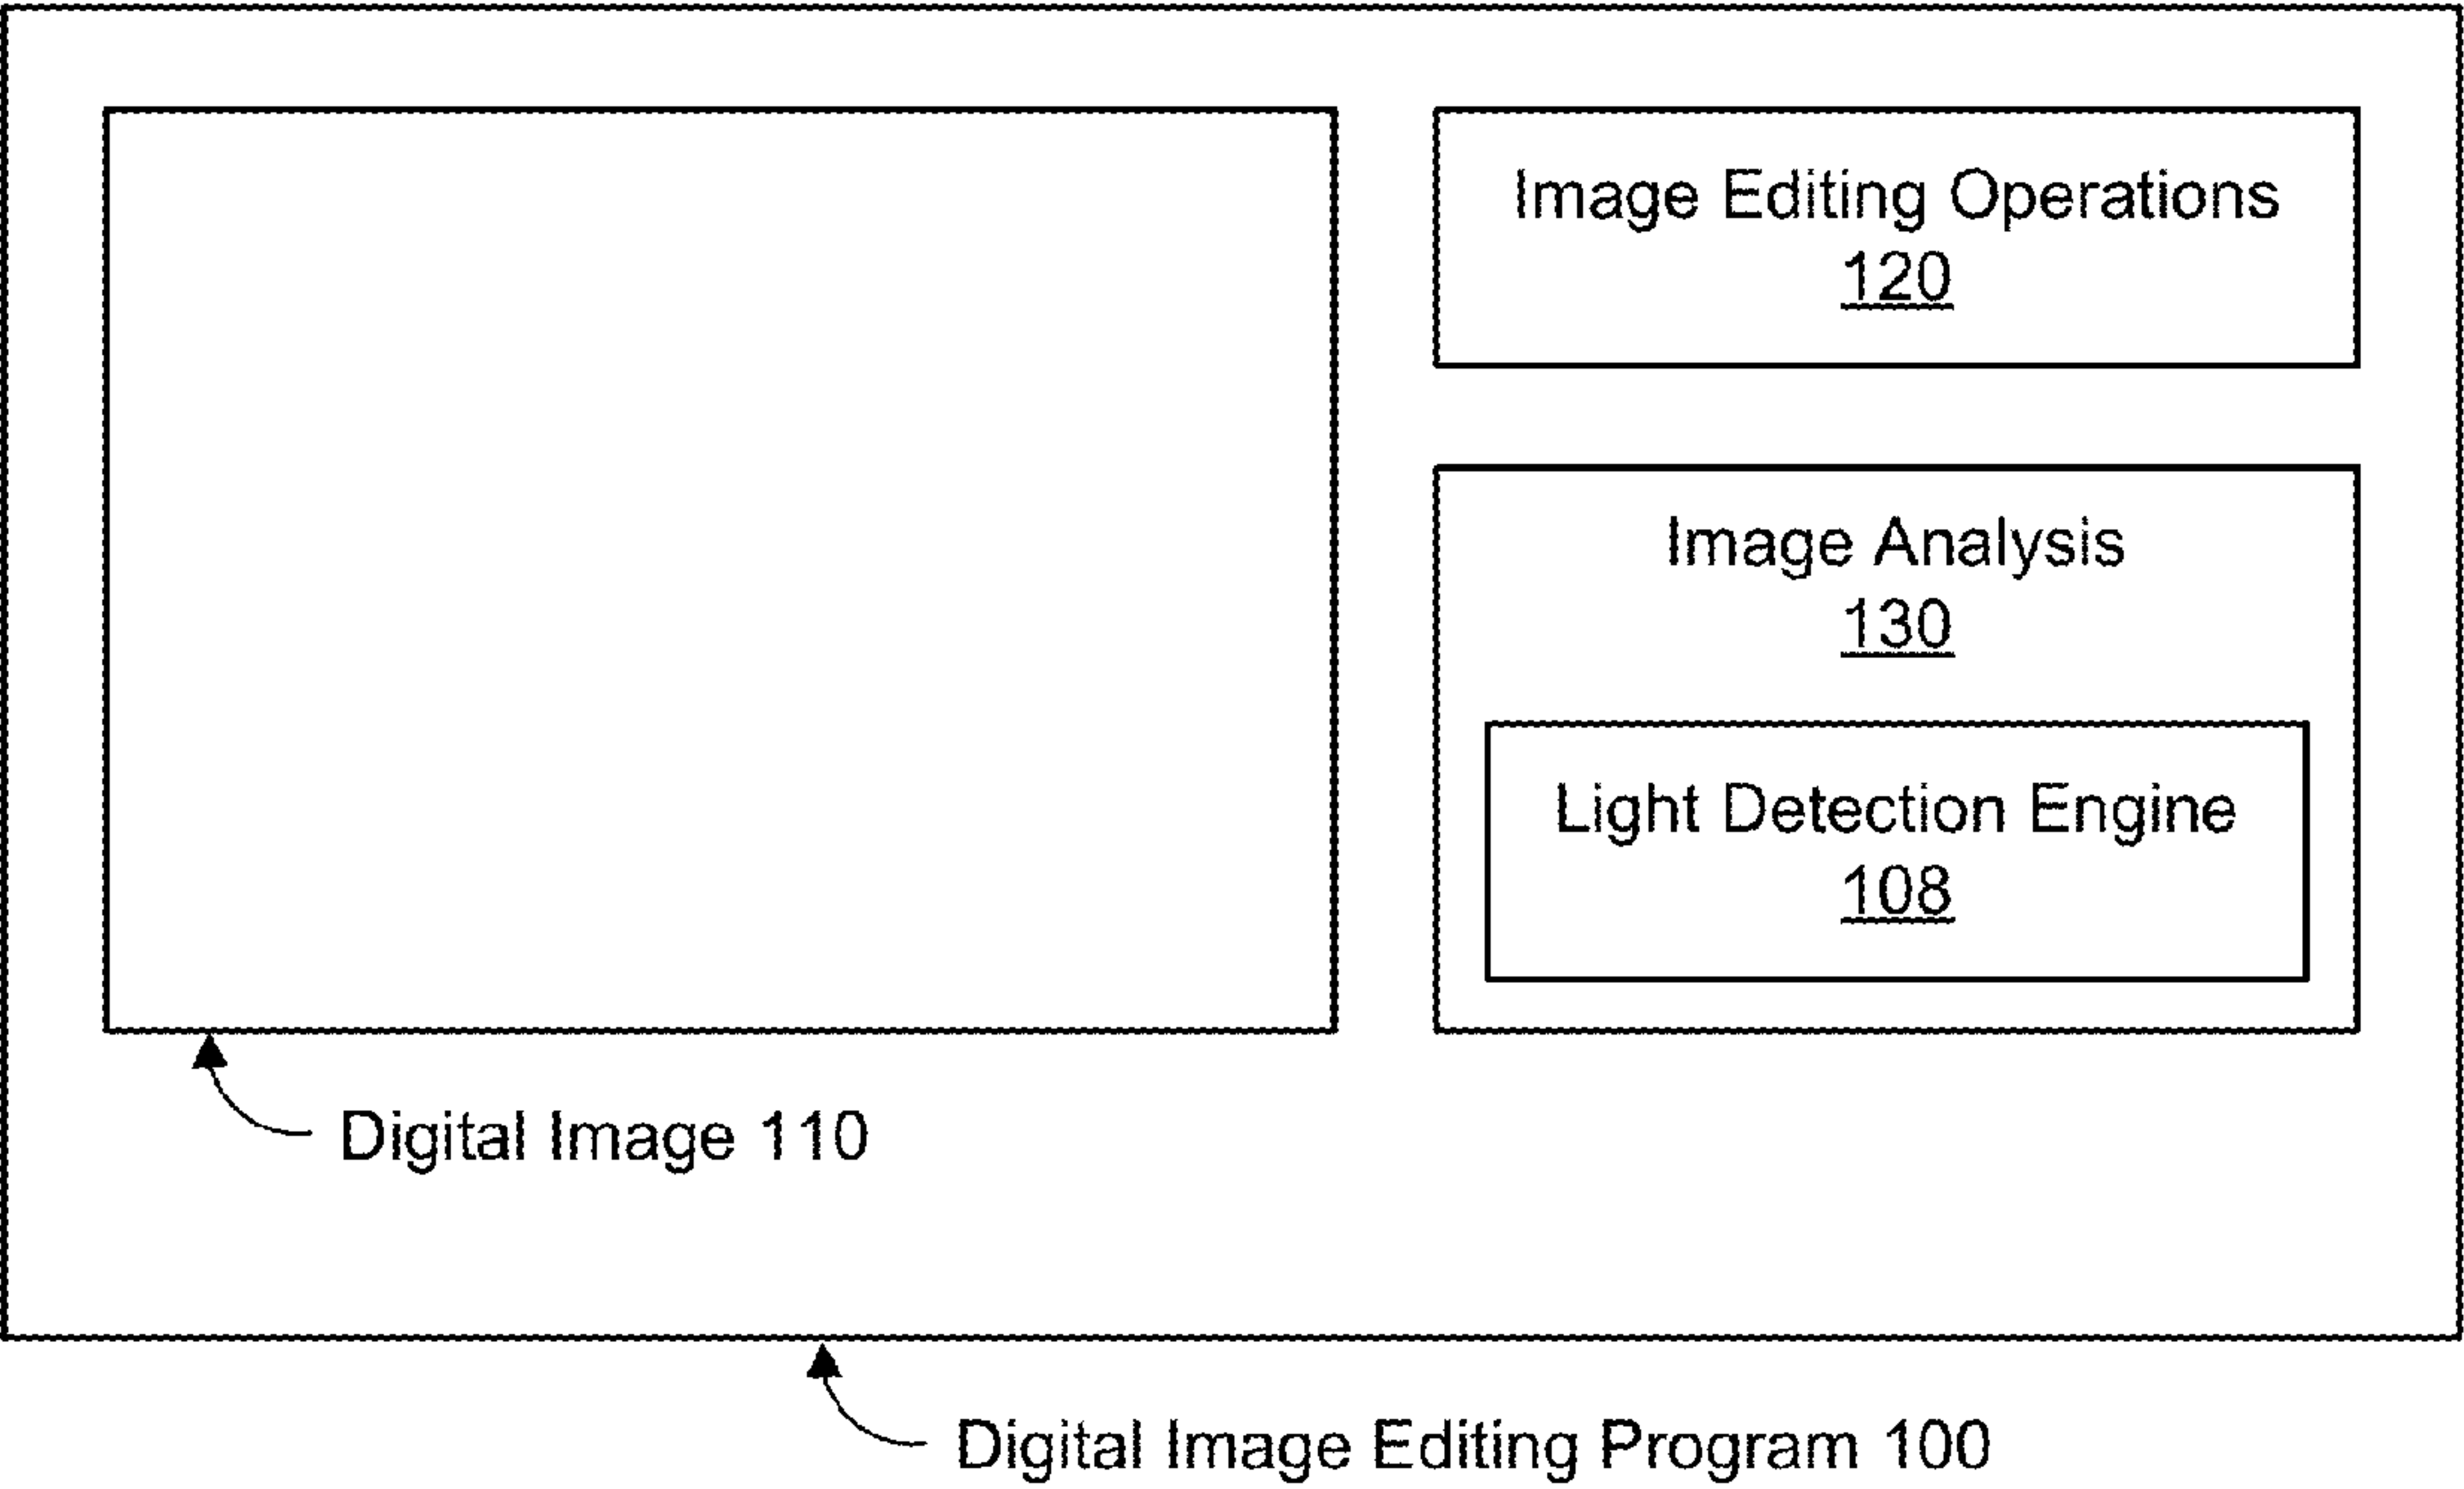 Image Editing Operations
120
Image Analysis
130
Light Detection Engine
108
Digital Image 110
Digital Image Editing Program 100